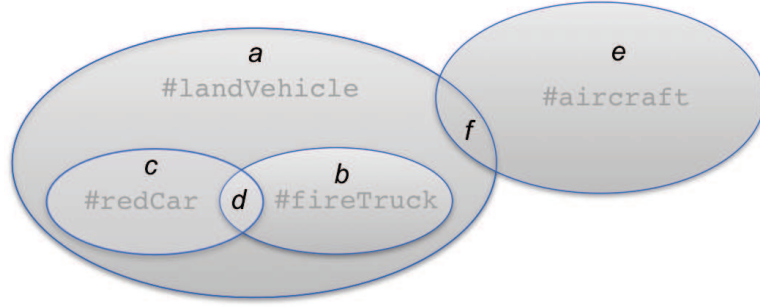 a
#landVehicle
e
#aircraft
f
c
#redCar
d
b
#fireTruck